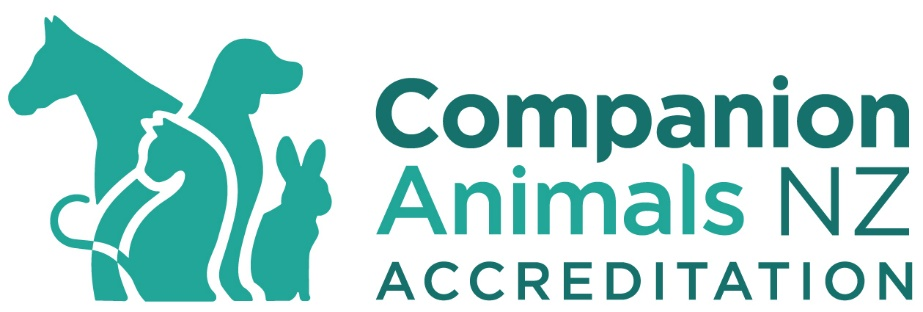 Companion
Animals NZ
ACCREDITATION